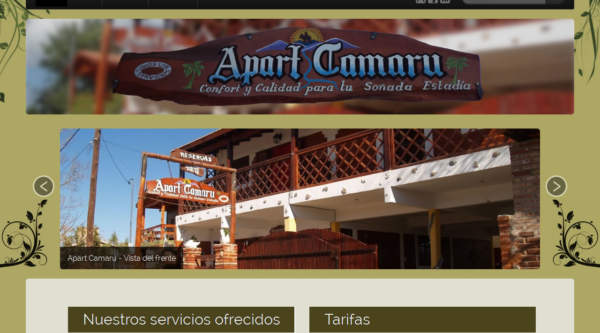 Apart Camaru
Confort y Calidad para tu Soñada Estadía
RESERVAS
Apart Camaru
Apart Camaru - Vista del frente
Nuestros servicios ofrecidos
Tarifas